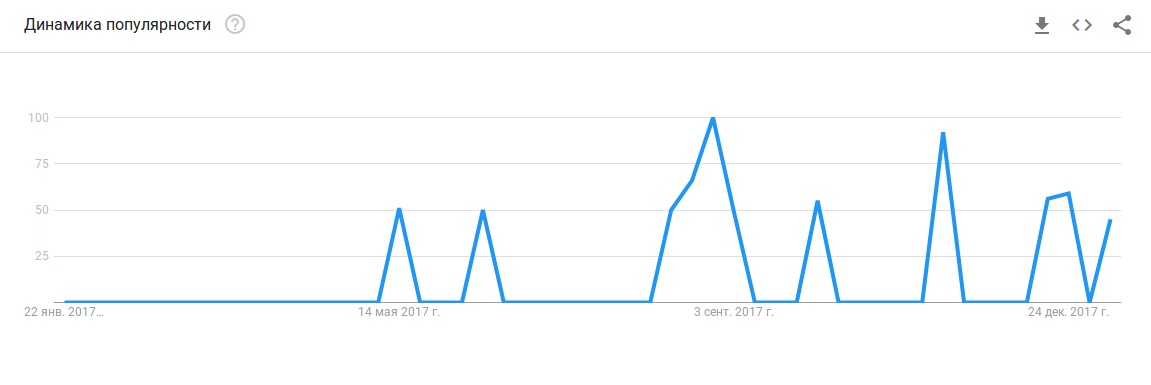 Динамика популярности
100
75
50
25
22 янв. 2017…
14 мая 2017 г.
3 сент. 2017 г.
24 дек. 2017 г.